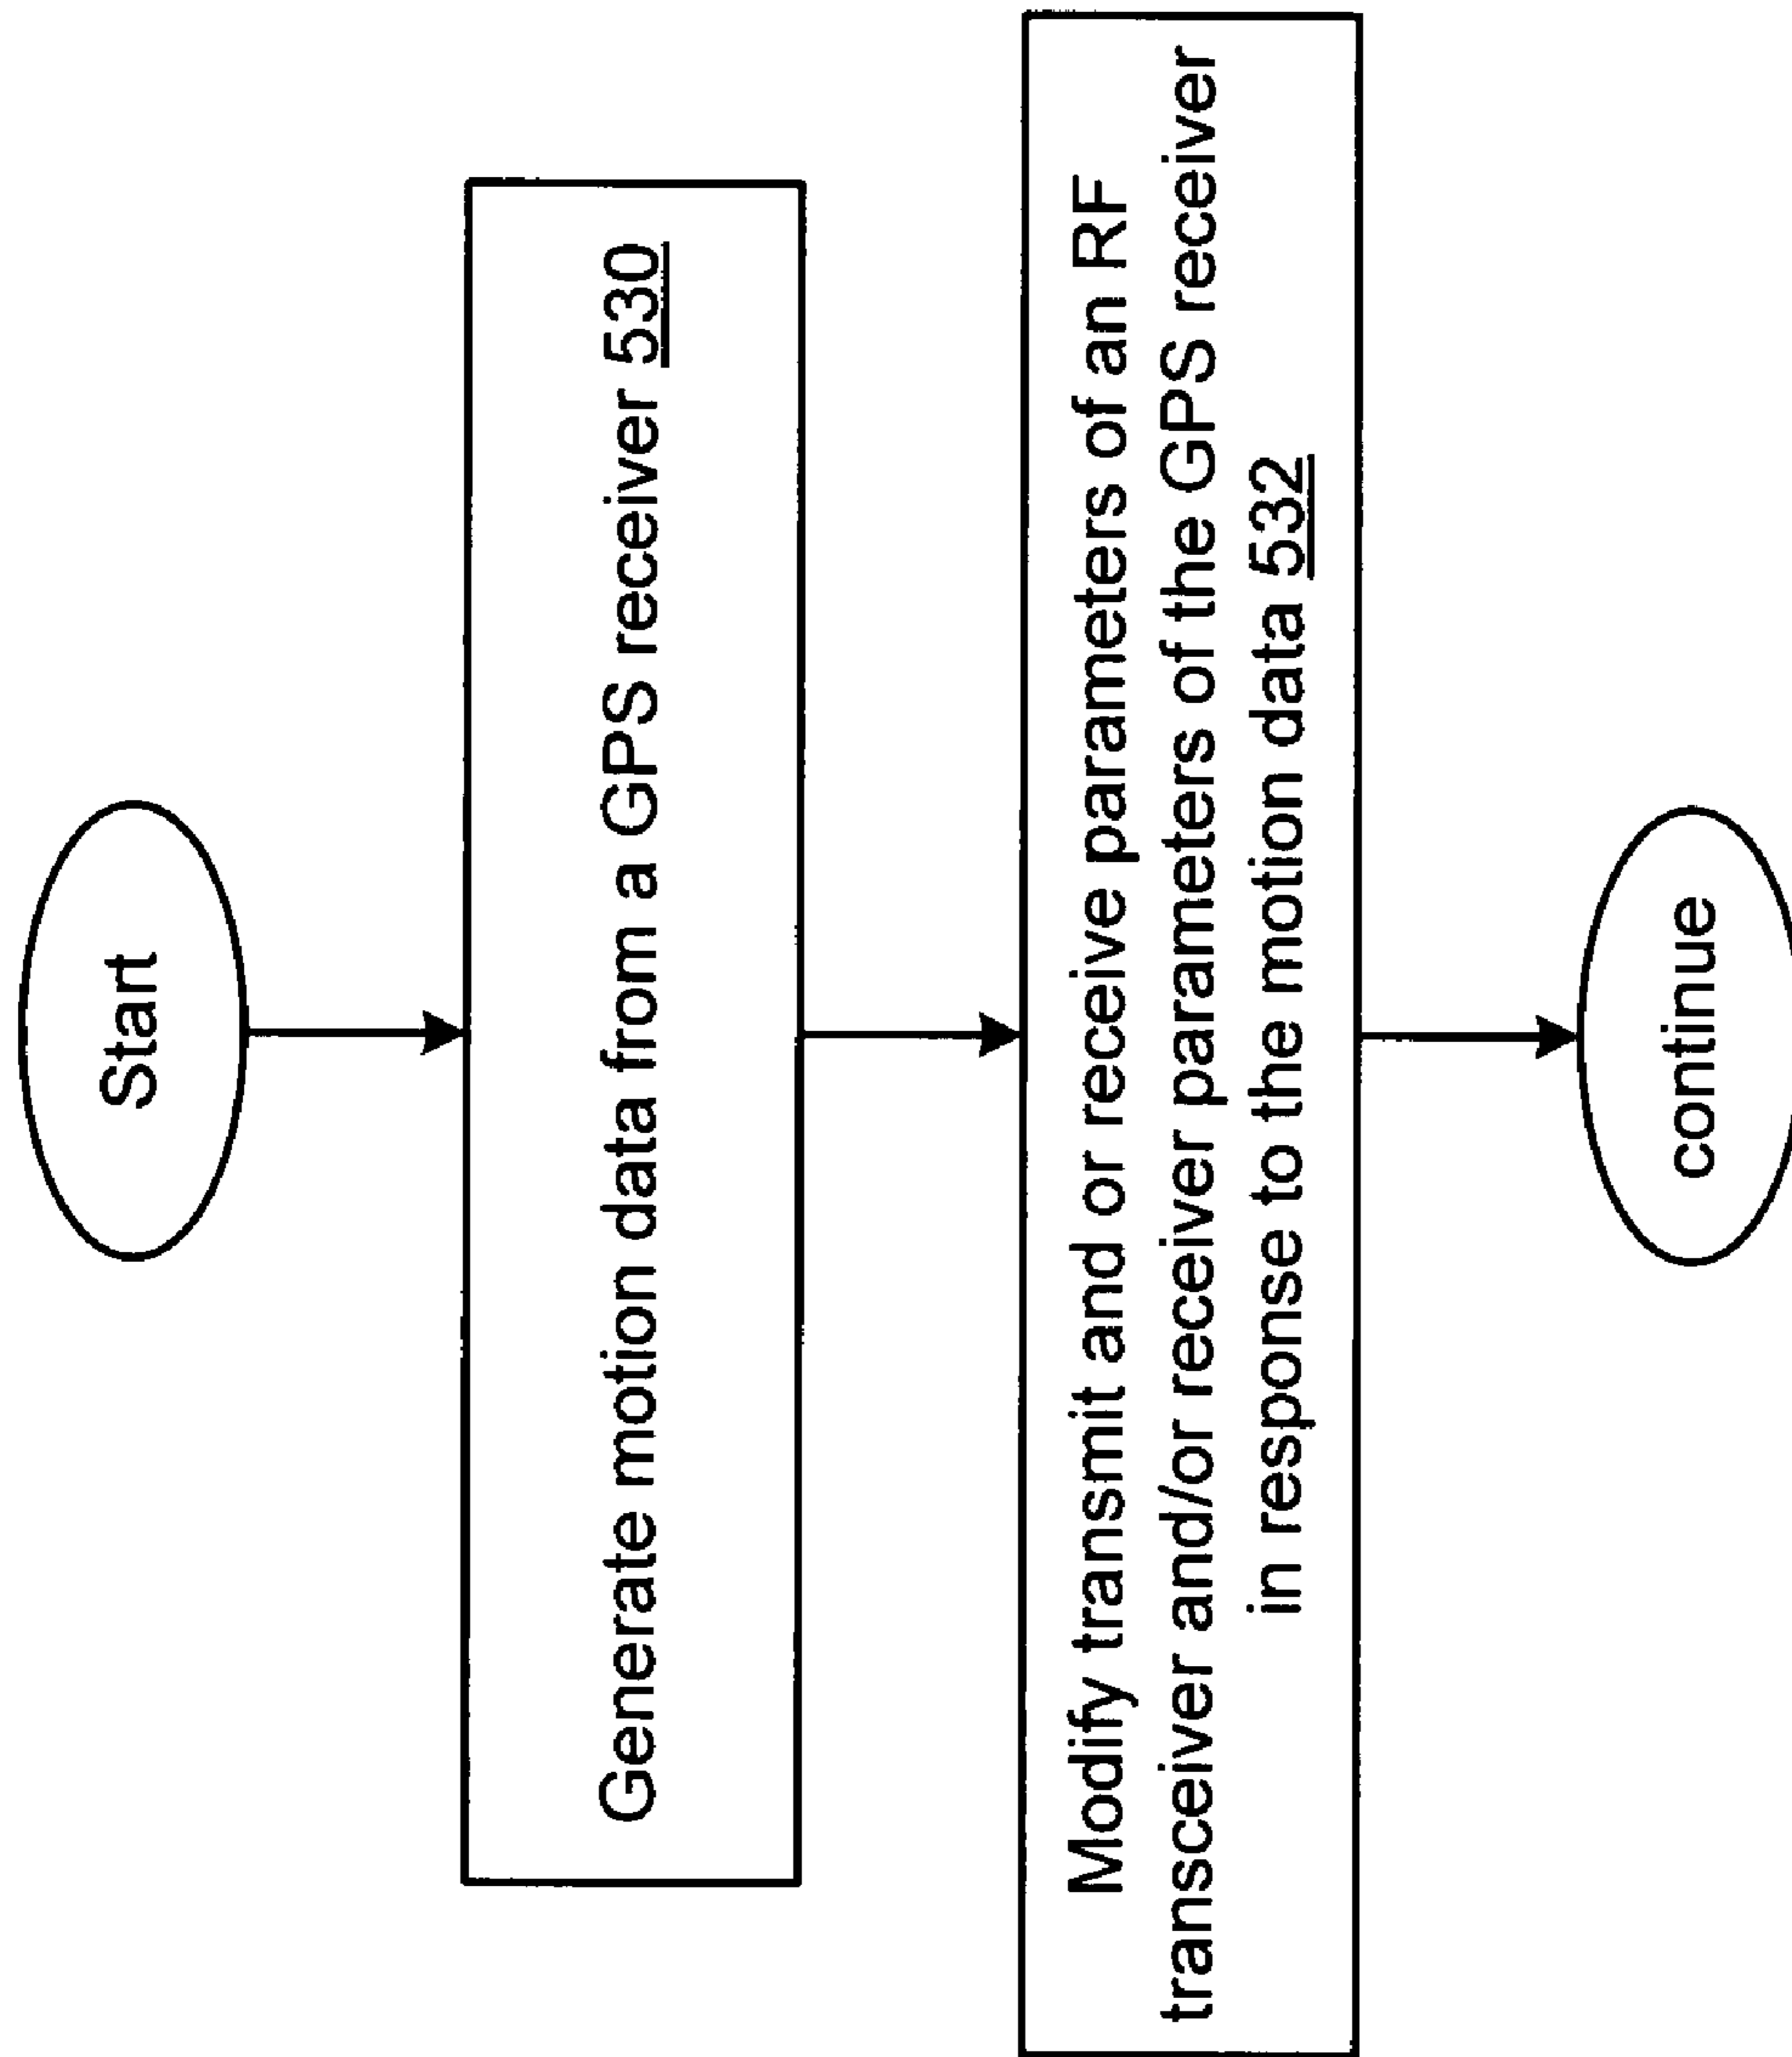 Start
Generate motion data from a GPS receiver 530
Modify transmit and or receive parameters of an RF
transceiver and/or receiver parameters of the GPS receiver
in response to the motion data 532
continue